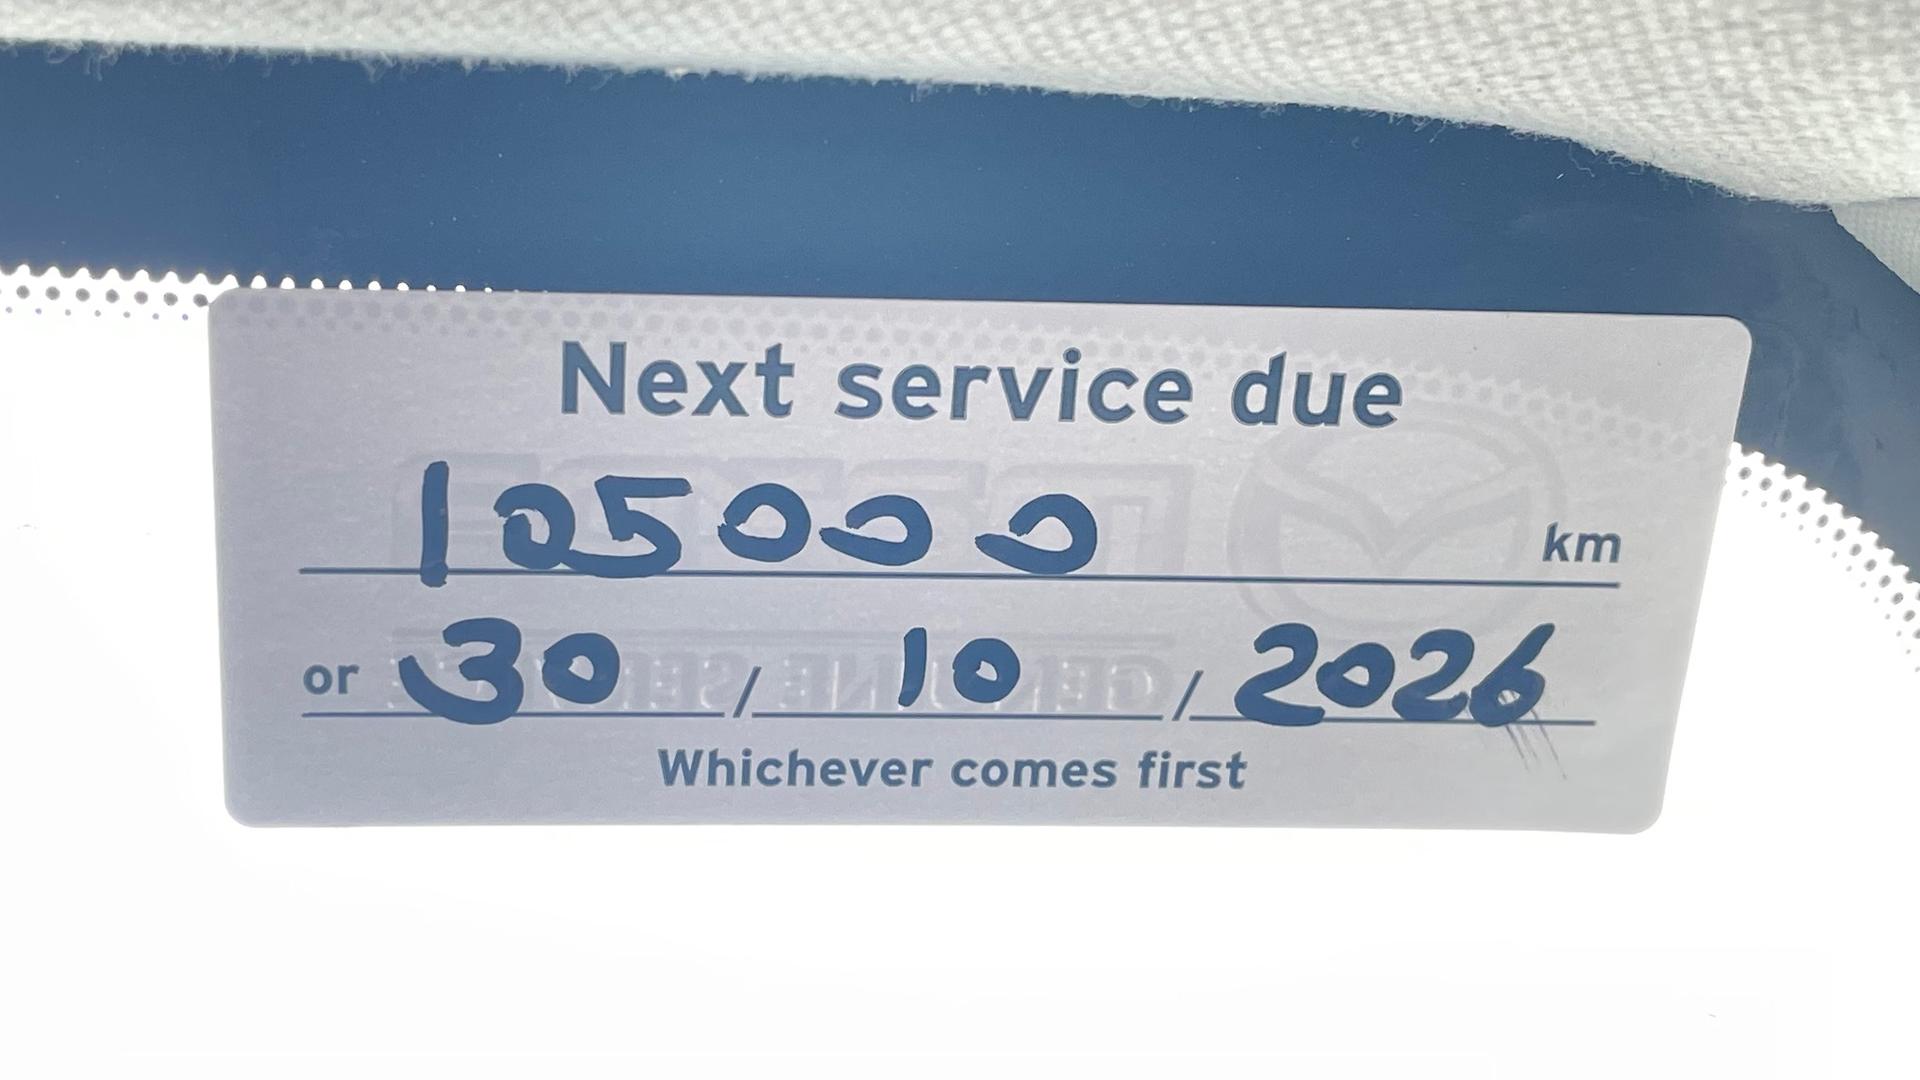 Next service due
105000 km
or 30 / 10 / 2026
Whichever comes first